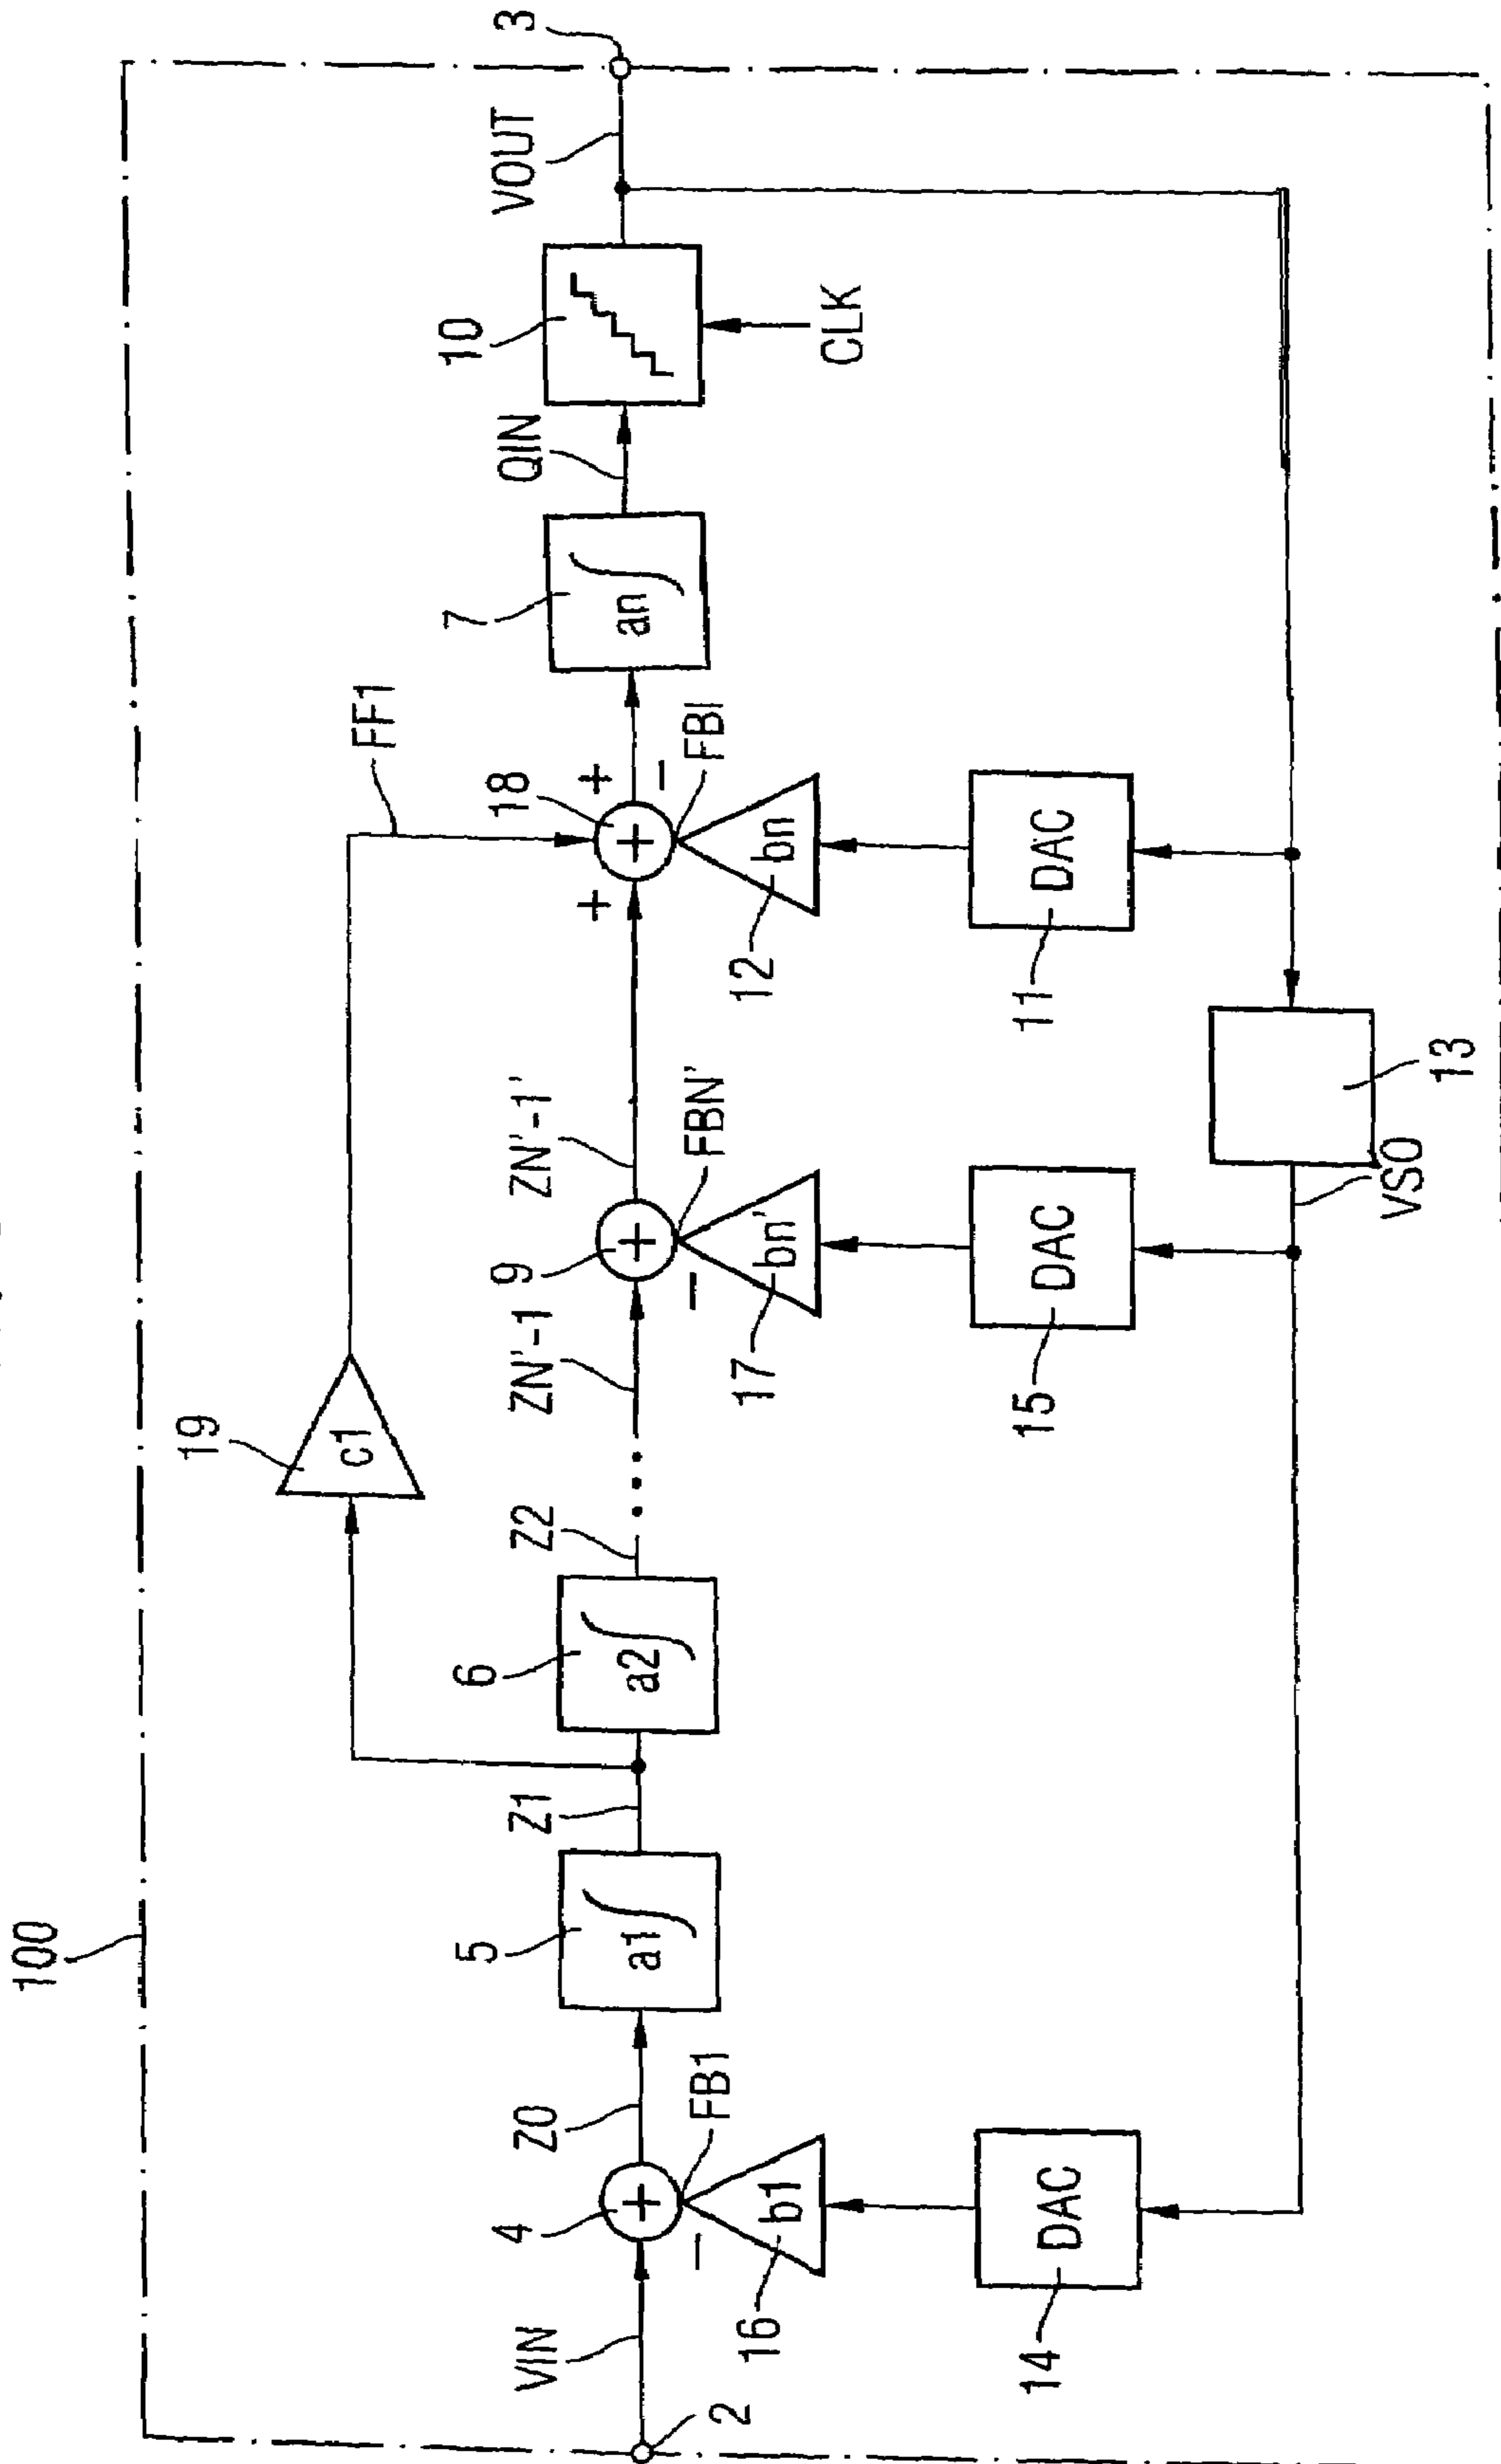 100
19
c1
FF1
3
VIN
4
Z0
5
Z1
6
Z2
ZN'-1
9
ZN'-1'
18
7
QIN
10
VOUT
2
+
a1
a2
...
+
+
+
+
an
−
FB1
−
FBN'
+
−
FBI
CLK
16
b1
17
bn'
12
bn
14
DAC
15
DAC
11
DAC
VSO
13